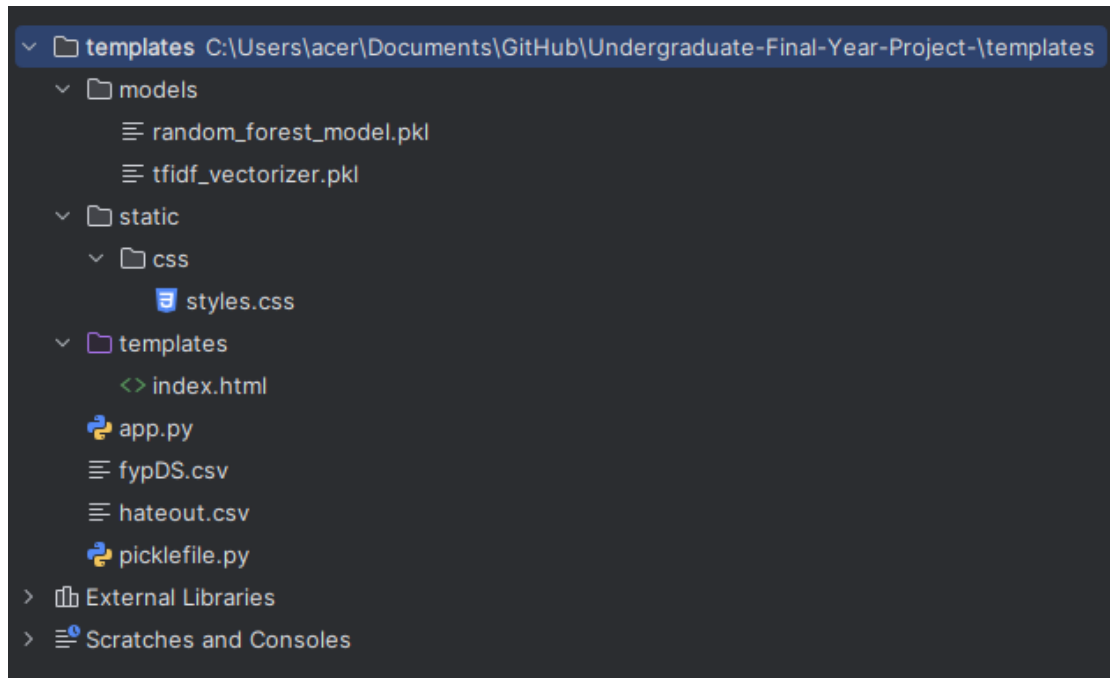 templates C:\Users\acer\Documents\GitHub\Undergraduate-Final-Year-Project-\templates
models
random_forest_model.pkl
tfidf_vectorizer.pkl
static
css
styles.css
templates
index.html
app.py
fypDS.csv
hateout.csv
picklefile.py
External Libraries
Scratches and Consoles